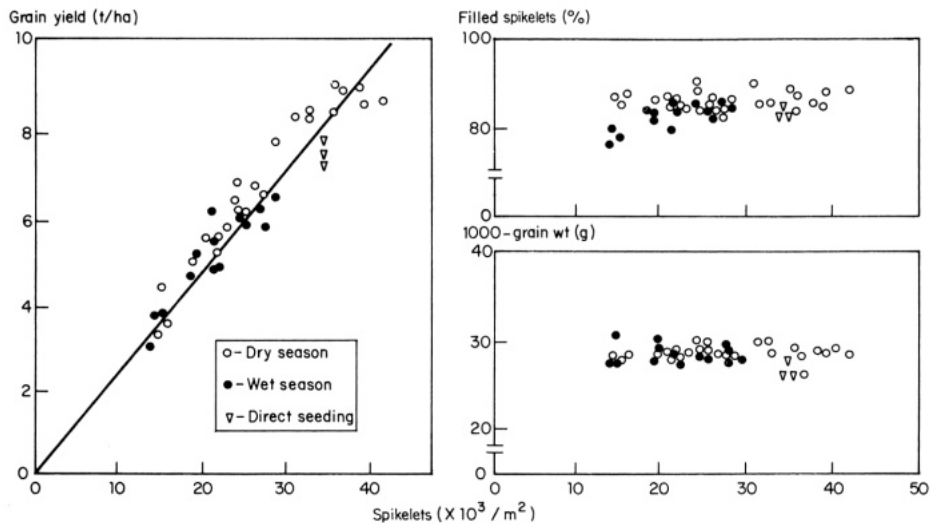 Grain yield (t/ha)
10
8
6
4
2
0
0 10 20 30 40
o- Dry season
●- Wet season
▽- Direct seeding
Filled spikelets (%)
100
80
0
1000-grain wt (g)
40
30
20
0
0 10 20 30 40 50
Spikelets (X 10³ / m²)